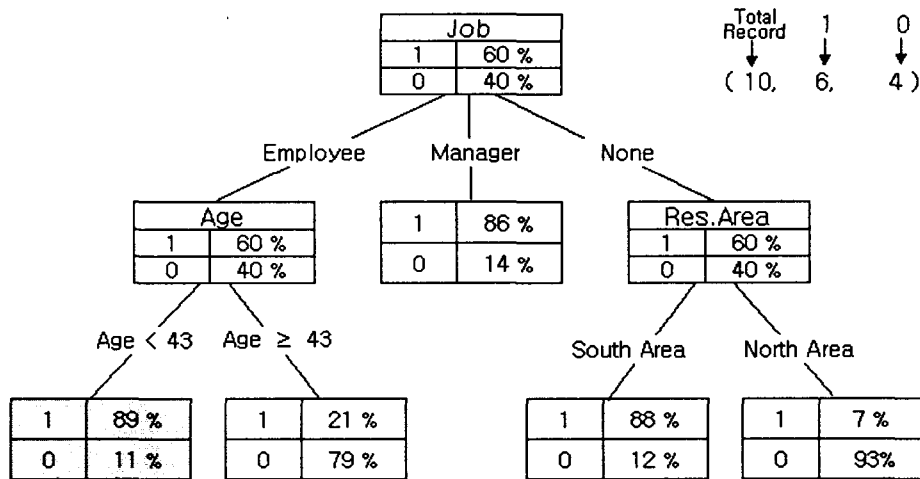 Total Record 1 0
( 10, 6, 4 )
Job
1 60 %
0 40 %
Employee Manager None
Age
1 60 %
0 40 %
1 86 %
0 14 %
Res.Area
1 60 %
0 40 %
Age < 43 Age ≥ 43
South Area North Area
1 89 %
0 11 %
1 21 %
0 79 %
1 88 %
0 12 %
1 7 %
0 93%